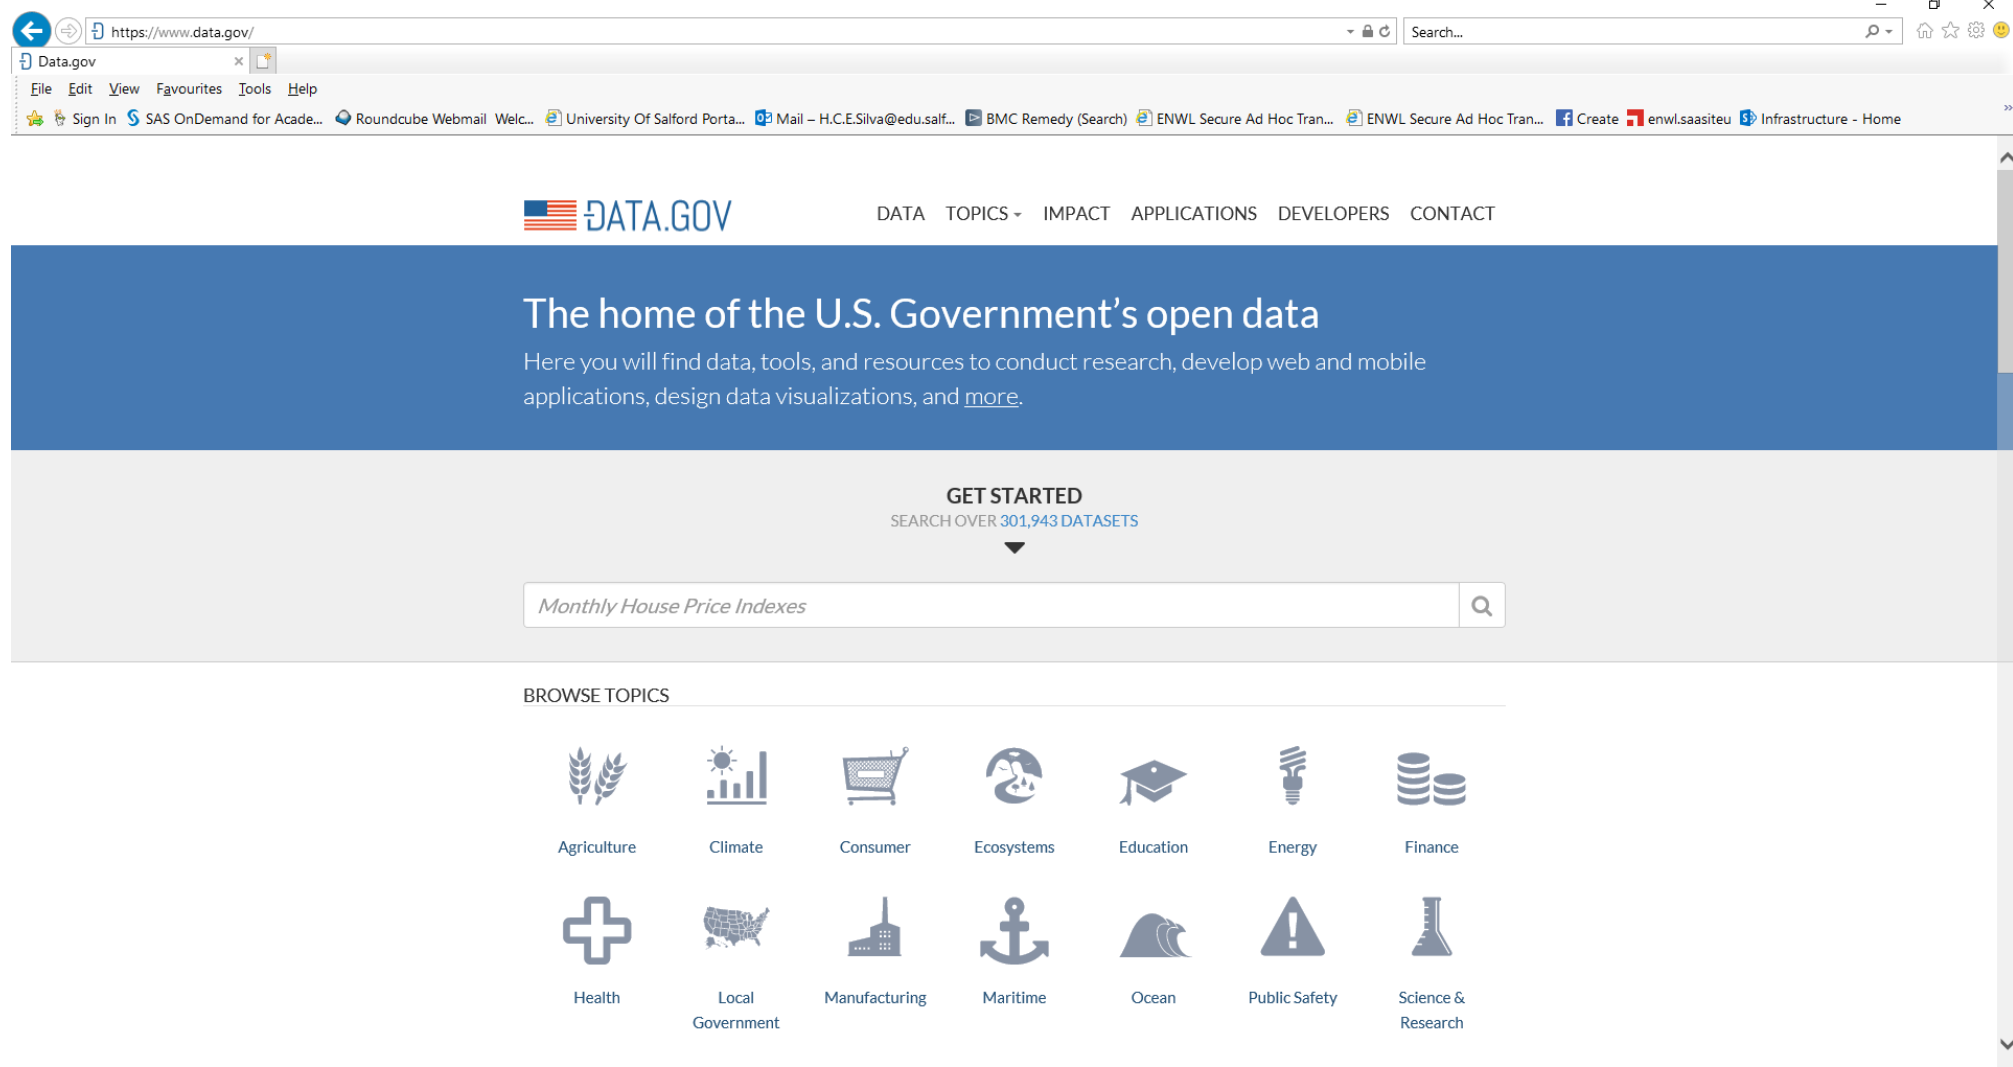 https://www.data.gov/
Search...
Data.gov
File Edit View Favourites Tools Help
Sign In SAS OnDemand for Acade... Roundcube Webmail Welc... University Of Salford Porta... Mail – H.C.E.Silva@edu.salf... BMC Remedy (Search) ENWL Secure Ad Hoc Tran... ENWL Secure Ad Hoc Tran... Create enwl.saasiteu Infrastructure - Home
DATA.GOV
DATA TOPICS IMPACT APPLICATIONS DEVELOPERS CONTACT
The home of the U.S. Government’s open data
Here you will find data, tools, and resources to conduct research, develop web and mobile
applications, design data visualizations, and more.
GET STARTED
SEARCH OVER 301,943 DATASETS
Monthly House Price Indexes
BROWSE TOPICS
Agriculture Climate Consumer Ecosystems Education Energy Finance
Health Local Manufacturing Maritime Ocean Public Safety Science &
Government Research